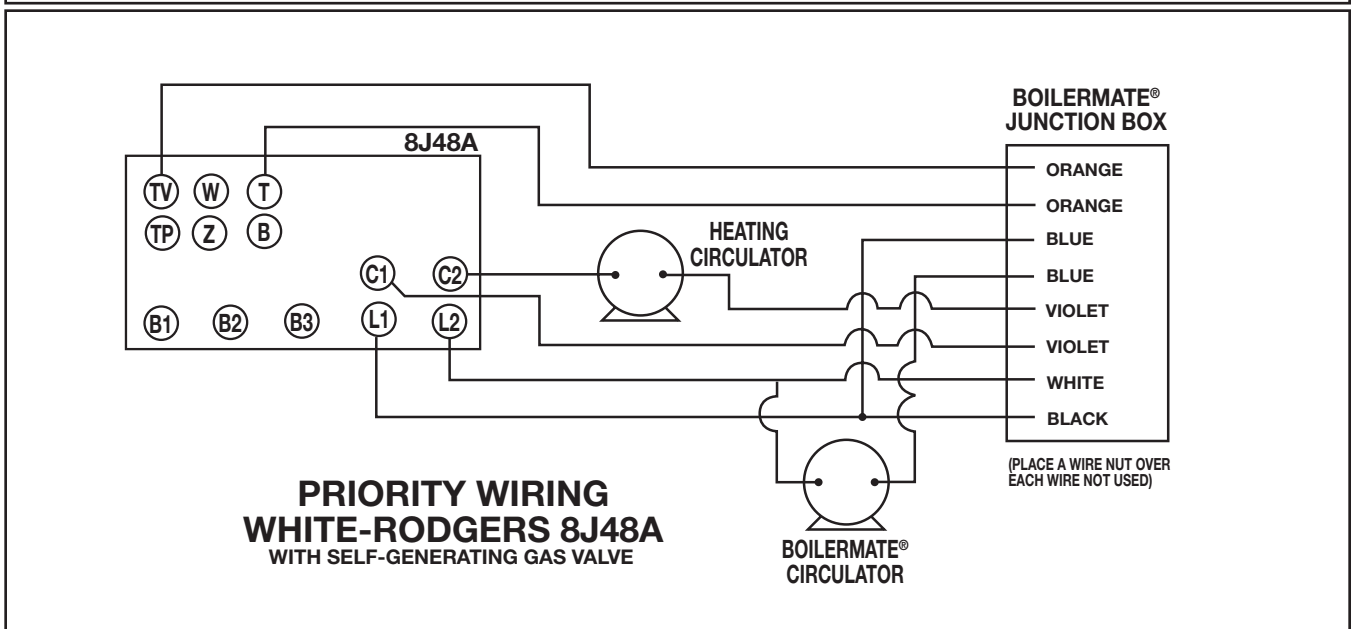 8J48A
TV W T
TP Z B
C1 C2
B1 B2 B3 L1 L2
HEATING
CIRCULATOR
BOILERMATE®
JUNCTION BOX
ORANGE
ORANGE
BLUE
BLUE
VIOLET
VIOLET
WHITE
BLACK
(PLACE A WIRE NUT OVER
EACH WIRE NOT USED)
BOILERMATE®
CIRCULATOR
PRIORITY WIRING
WHITE-RODGERS 8J48A
WITH SELF-GENERATING GAS VALVE